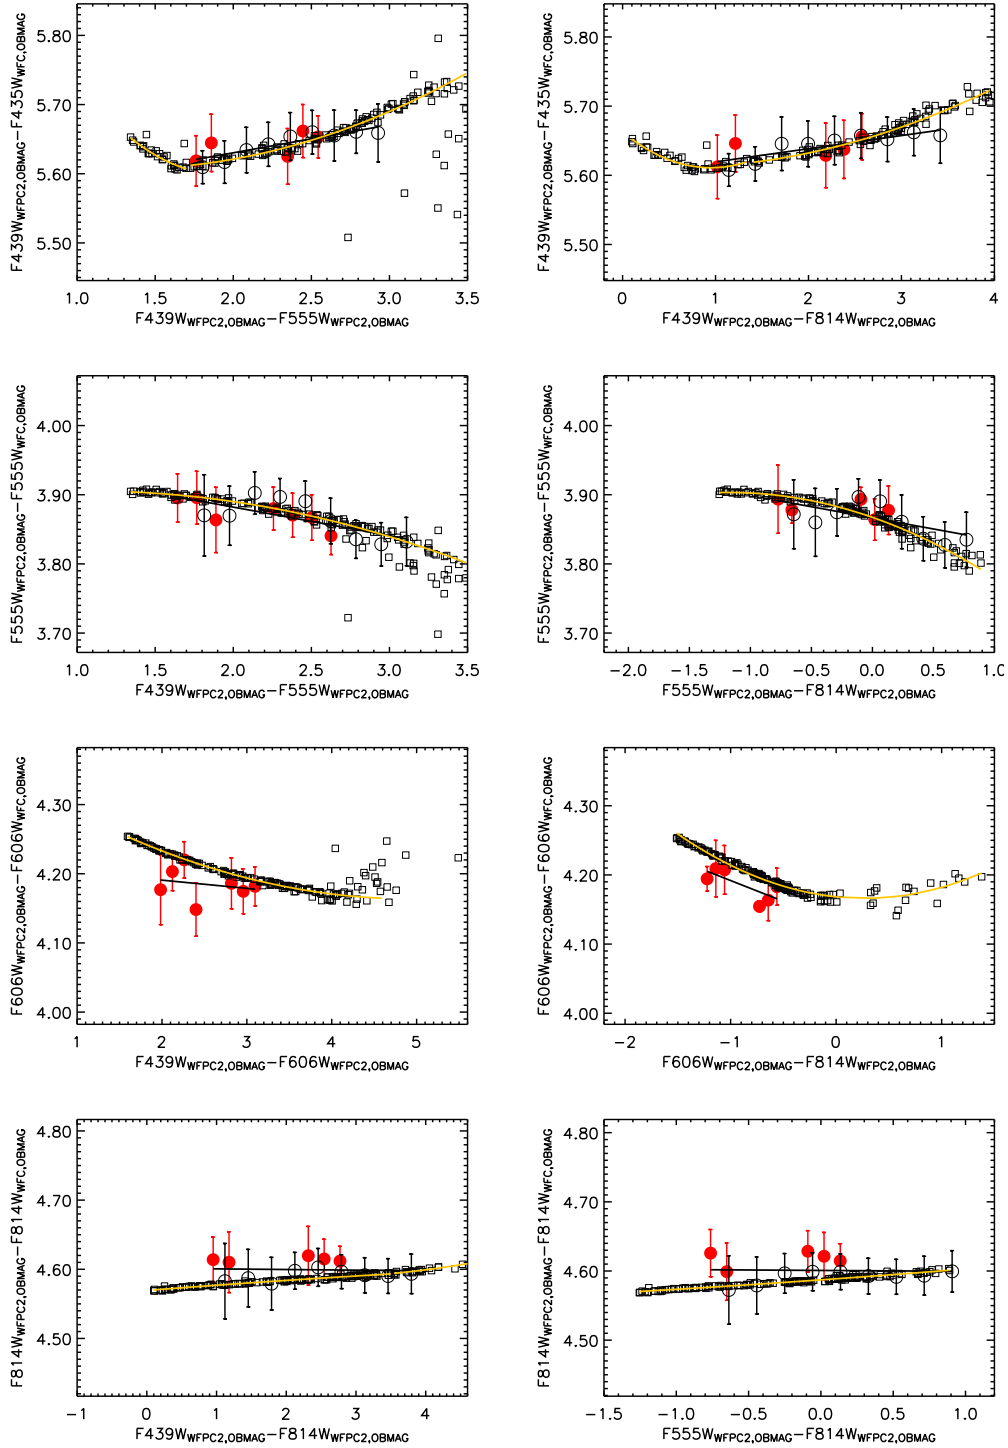 5.80
5.70
5.60
5.50
F439W_WFPC2,OBMAG−F435W_WFC,OBMAG
1.0 1.5 2.0 2.5 3.0 3.5
F439W_WFPC2,OBMAG−F555W_WFPC2,OBMAG
5.80
5.70
5.60
5.50
F439W_WFPC2,OBMAG−F435W_WFC,OBMAG
0 1 2 3 4
F439W_WFPC2,OBMAG−F814W_WFPC2,OBMAG
4.00
3.90
3.80
3.70
F555W_WFPC2,OBMAG−F555W_WFC,OBMAG
1.0 1.5 2.0 2.5 3.0 3.5
F439W_WFPC2,OBMAG−F555W_WFPC2,OBMAG
4.00
3.90
3.80
3.70
F555W_WFPC2,OBMAG−F555W_WFC,OBMAG
−2.0 −1.5 −1.0 −0.5 0.0 0.5 1.0
F555W_WFPC2,OBMAG−F814W_WFPC2,OBMAG
4.30
4.20
4.10
4.00
F606W_WFPC2,OBMAG−F606W_WFC,OBMAG
1 2 3 4 5
F439W_WFPC2,OBMAG−F606W_WFPC2,OBMAG
4.30
4.20
4.10
4.00
F606W_WFPC2,OBMAG−F606W_WFC,OBMAG
−2 −1 0 1
F606W_WFPC2,OBMAG−F814W_WFPC2,OBMAG
4.80
4.70
4.60
4.50
F814W_WFPC2,OBMAG−F814W_WFC,OBMAG
−1 0 1 2 3 4
F439W_WFPC2,OBMAG−F814W_WFPC2,OBMAG
4.80
4.70
4.60
4.50
F814W_WFPC2,OBMAG−F814W_WFC,OBMAG
−1.5 −1.0 −0.5 0.0 0.5 1.0
F555W_WFPC2,OBMAG−F814W_WFPC2,OBMAG